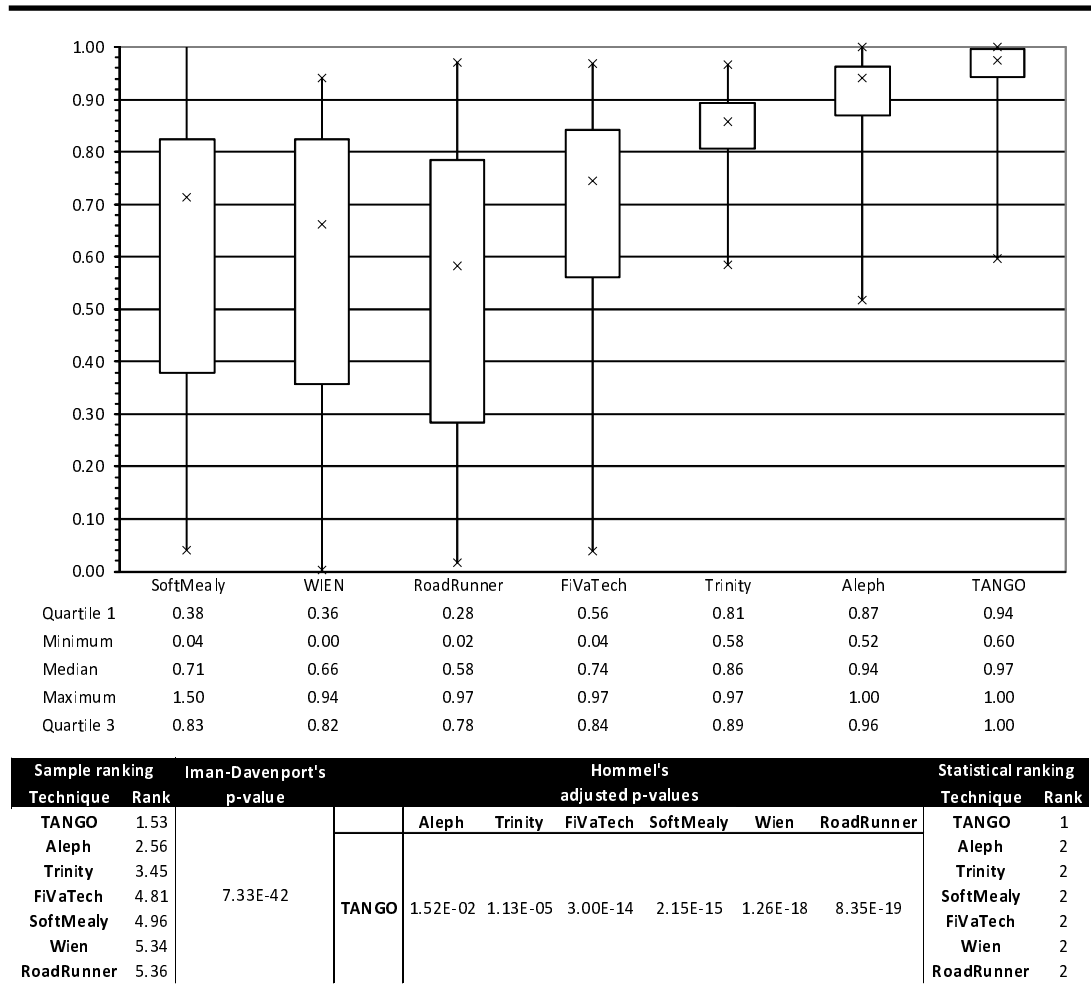 1.00
0.90
0.80
0.70
0.60
0.50
0.40
0.30
0.20
0.10
0.00
SoftMealy WIEN RoadRunner FiVaTech Trinity Aleph TANGO
Quartile 1 0.38 0.36 0.28 0.56 0.81 0.87 0.94
Minimum 0.04 0.00 0.02 0.04 0.58 0.52 0.60
Median 0.71 0.66 0.58 0.74 0.86 0.94 0.97
Maximum 1.50 0.94 0.97 0.97 0.97 1.00 1.00
Quartile 3 0.83 0.82 0.78 0.84 0.89 0.96 1.00
Sample ranking Iman-Davenport's Hommel's Statistical ranking
Technique Rank p-value adjusted p-values Technique Rank
TANGO 1.53 Aleph Trinity FiVaTech SoftMealy Wien RoadRunner TANGO 1
Aleph 2.56 Aleph 2
Trinity 3.45 Trinity 2
FiVaTech 4.81 7.33E-42 SoftMealy 2
TANGO 1.52E-02 1.13E-05 3.00E-14 2.15E-15 1.26E-18 8.35E-19
SoftMealy 4.96 FiVaTech 2
Wien 5.34 Wien 2
RoadRunner 5.36 RoadRunner 2